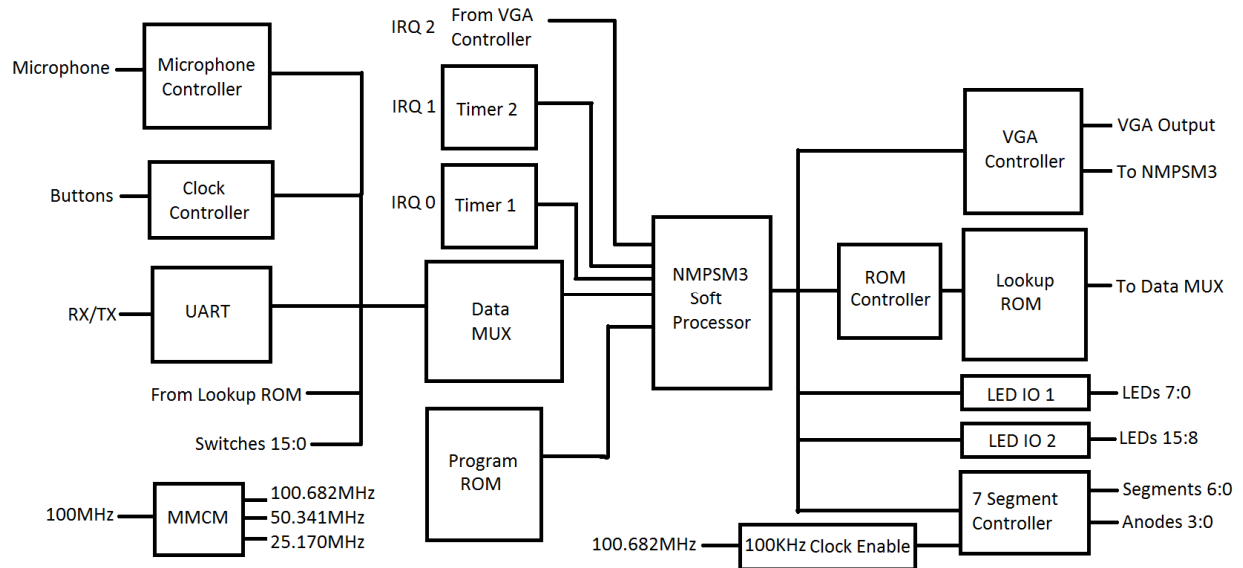 IRQ 2
From VGA
Controller
Microphone
Microphone
Controller
IRQ 1
Timer 2
VGA
Controller
VGA Output
To NMPSM3
Buttons
Clock
Controller
IRQ 0
Timer 1
NMPSM3
Soft
Processor
ROM
Controller
Lookup
ROM
To Data MUX
RX/TX
UART
Data
MUX
From Lookup ROM
LED IO 1
LEDs 7:0
Switches 15:0
LED IO 2
LEDs 15:8
Program
ROM
100MHz
MMCM
100.682MHz
50.341MHz
25.170MHz
7 Segment
Controller
Segments 6:0
Anodes 3:0
100.682MHz
100KHz Clock Enable